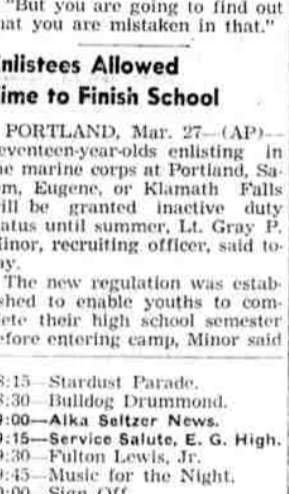 "But you are going to find out
hat you are mistaken in that."
nlistees Allowed
ime to Finish School
PORTLAND, Mar. 27—(AP)—
eventeen-year-olds enlisting in
he marine corps at Portland, Sa-
em, Eugene, or Klamath Falls
ill be granted inactive duty
atus until summer, Lt. Gray P.
inor, recruiting officer, said to-
ay.
The new regulation was estab-
shed to enable youths to com-
ete their high school semester
efore entering camp, Minor said
8:15—Stardust Parade.
8:30—Bulldog Drummond.
9:00—Alka Seltzer News.
9:15—Service Salute, E. G. High.
9:30—Fulton Lewis, Jr.
9:45—Music for the Night.
0:00—Sign Off